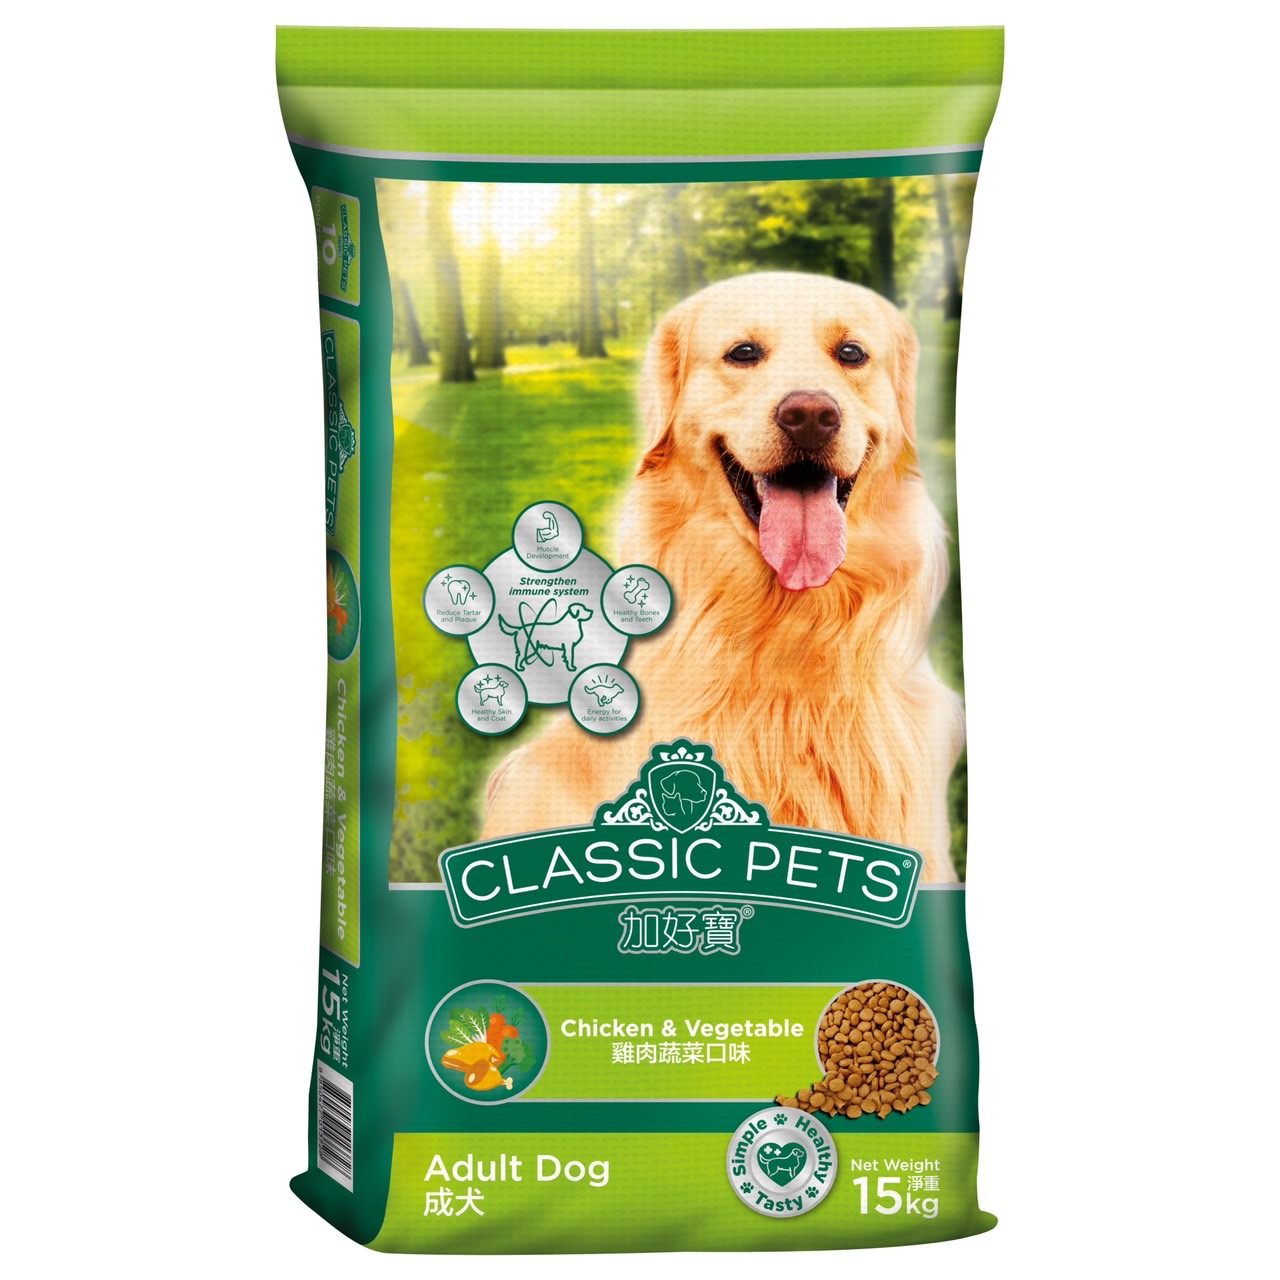 Muscle
Development
Strengthen
immune system
Reduce Tartar
and Plaque
Healthy Bones
and Teeth
Healthy Skin
and Coat
Energy for
daily activities
CLASSIC PETS®
加好寶®
Chicken & Vegetable
雞肉蔬菜口味
Adult Dog
成犬
Simple Healthy Tasty
Net Weight
淨重
15kg
CLASSIC PETS
10
CLASSIC PETS
Chicken & Vegetable
雞肉蔬菜口味
Net Weight
淨重
15kg